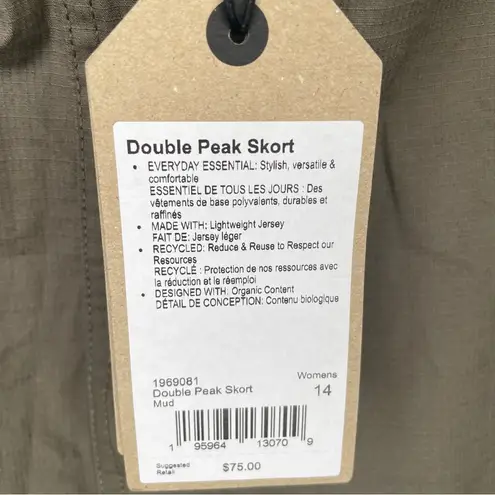 Double Peak Skort
• EVERYDAY ESSENTIAL: Stylish, versatile &
comfortable
ESSENTIEL DE TOUS LES JOURS : Des
vêtements de base polyvalents, durables et
raffinés
• MADE WITH: Lightweight Jersey
FAIT DE: Jersey léger
• RECYCLED: Reduce & Reuse to Respect our
Resources
RECYCLÉ : Protection de nos ressources avec
la réduction et le réemploi
• DESIGNED WITH: Organic Content
DÉTAIL DE CONCEPTION: Contenu biologique
1969081 Womens
Double Peak Skort 14
Mud
1 95964 13070 9
Suggested
Retail $75.00